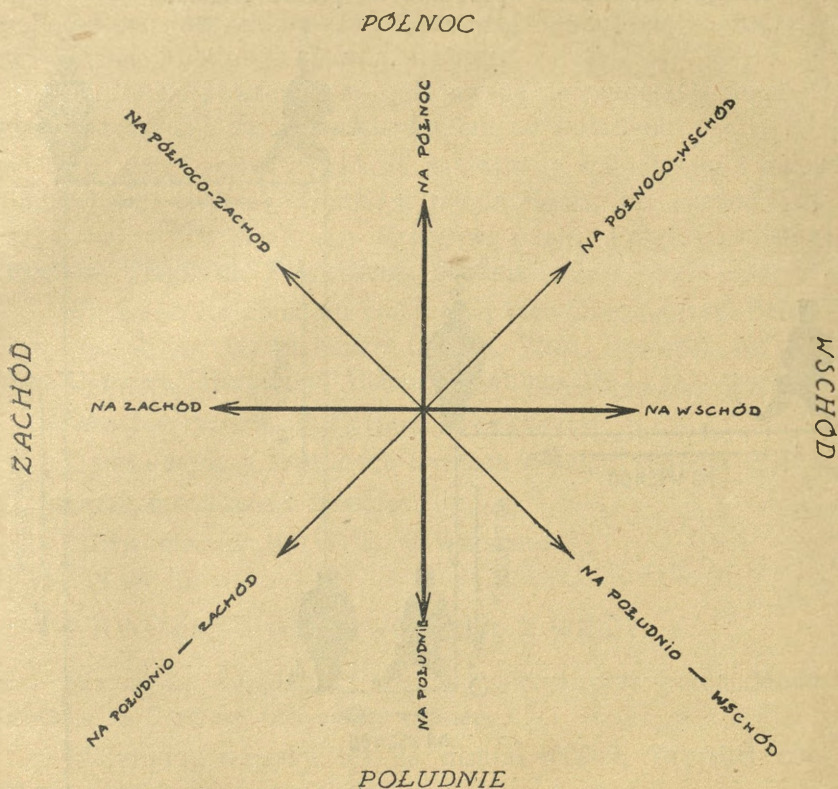 PÓŁNOC
NA PÓŁNOC
NA PÓŁNOCO-ZACHÓD
NA PÓŁNOCO-WSCHÓD
ZACHÓD
NA ZACHÓD
NA WSCHÓD
WSCHÓD
NA POŁUDNIO — ZACHÓD
NA POŁUDNIE
NA POŁUDNIO — WSCHÓD
POŁUDNIE